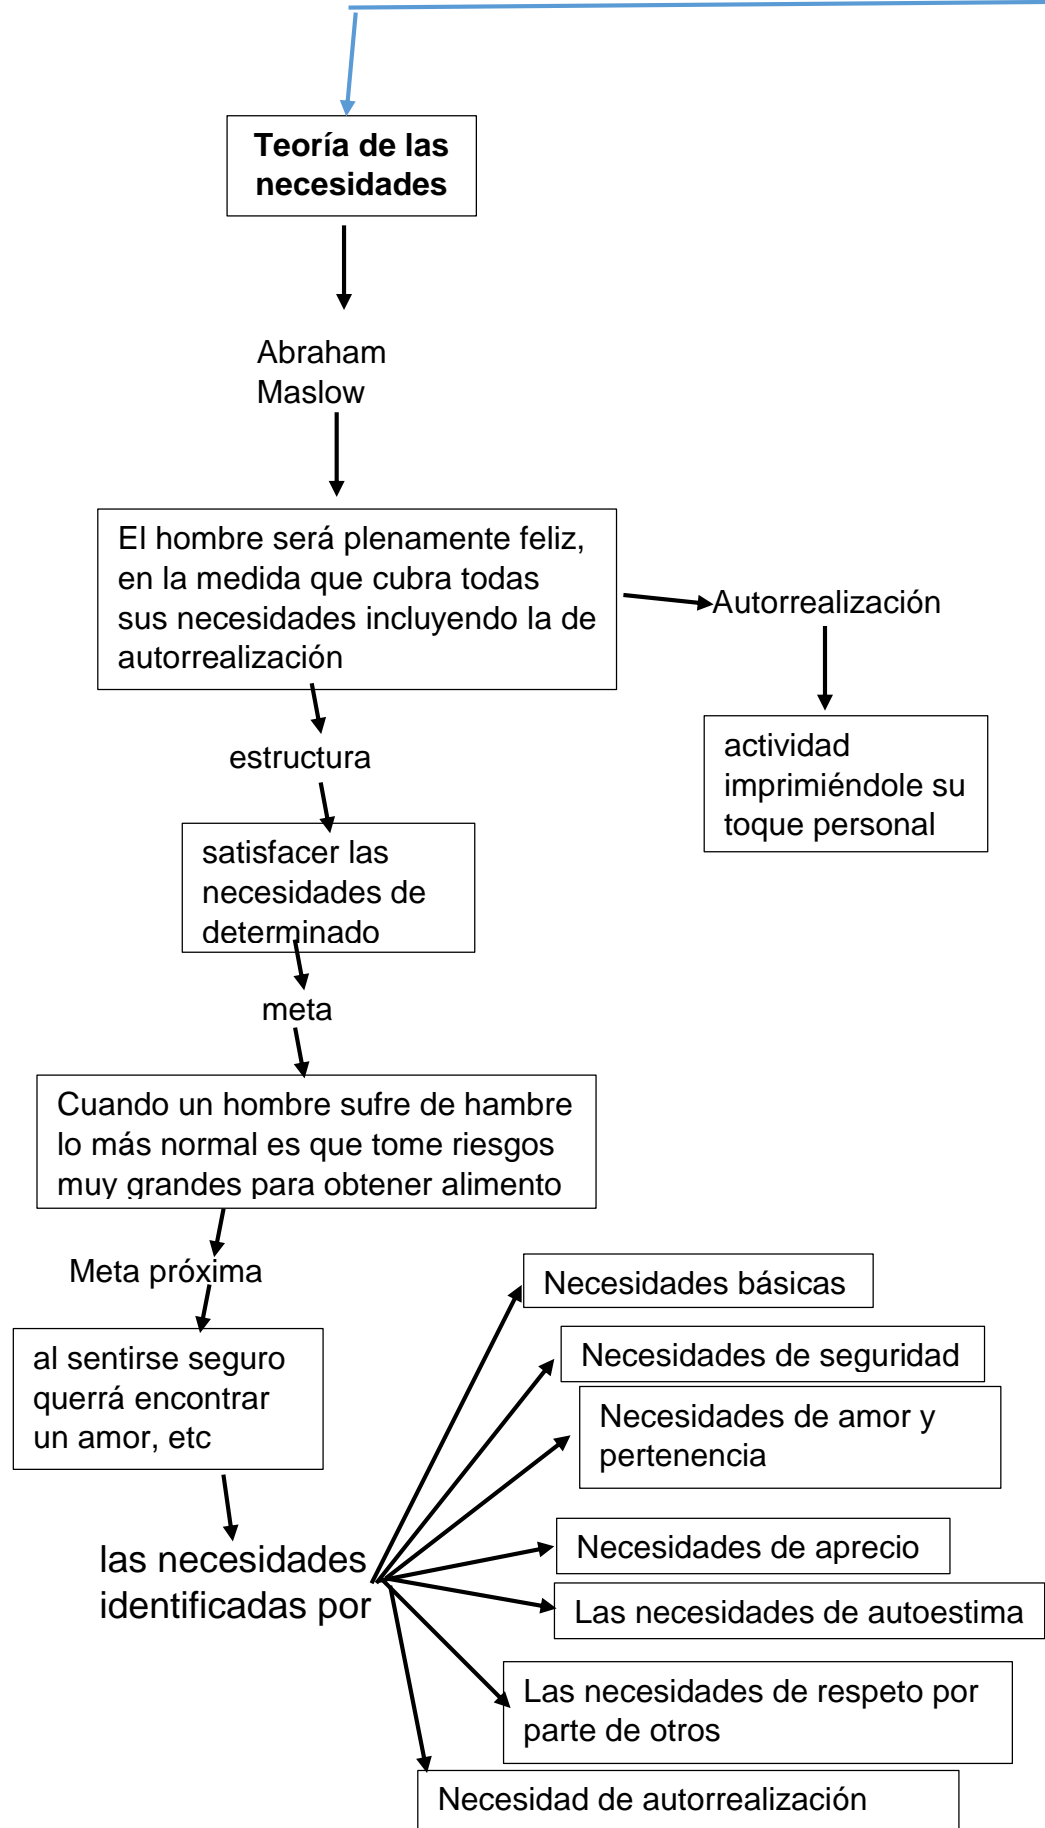 Teoría de las
necesidades
Abraham
Maslow
El hombre será plenamente feliz,
en la medida que cubra todas
sus necesidades incluyendo la de
autorrealización
Autorrealización
actividad
imprimiéndole su
toque personal
estructura
satisfacer las
necesidades de
determinado
meta
Cuando un hombre sufre de hambre
lo más normal es que tome riesgos
muy grandes para obtener alimento
Meta próxima
al sentirse seguro
querrá encontrar
un amor, etc
las necesidades
identificadas por
Necesidades básicas
Necesidades de seguridad
Necesidades de amor y
pertenencia
Necesidades de aprecio
Las necesidades de autoestima
Las necesidades de respeto por
parte de otros
Necesidad de autorrealización